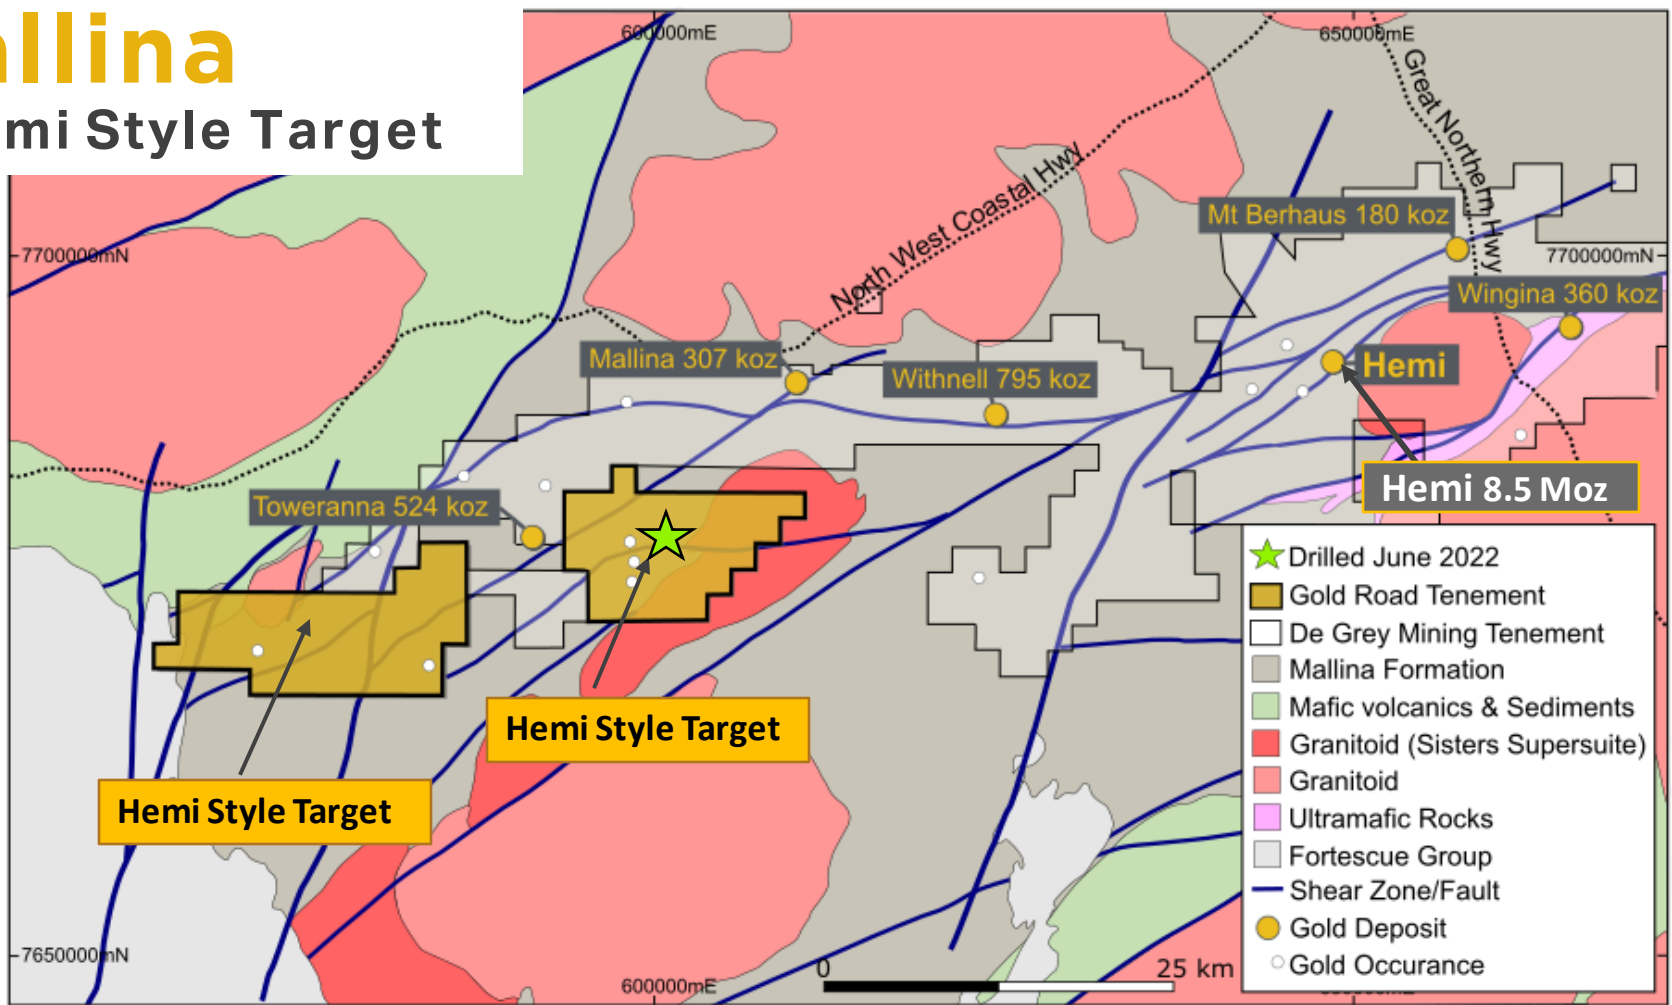 allina
mi Style Target
600000mE
650000mE
Great Northern Hwy
North West Coastal Hwy
Mt Berhaus 180 koz
7700000mN
7700000mN
Wingina 360 koz
Mallina 307 koz
Withnell 795 koz
Hemi
Hemi 8.5 Moz
Toweranna 524 koz
Hemi Style Target
Hemi Style Target
Drilled June 2022
Gold Road Tenement
De Grey Mining Tenement
Mallina Formation
Mafic volcanics & Sediments
Granitoid (Sisters Supersuite)
Granitoid
Ultramafic Rocks
Fortescue Group
Shear Zone/Fault
Gold Deposit
Gold Occurance
7650000mN
0
25 km
600000mE